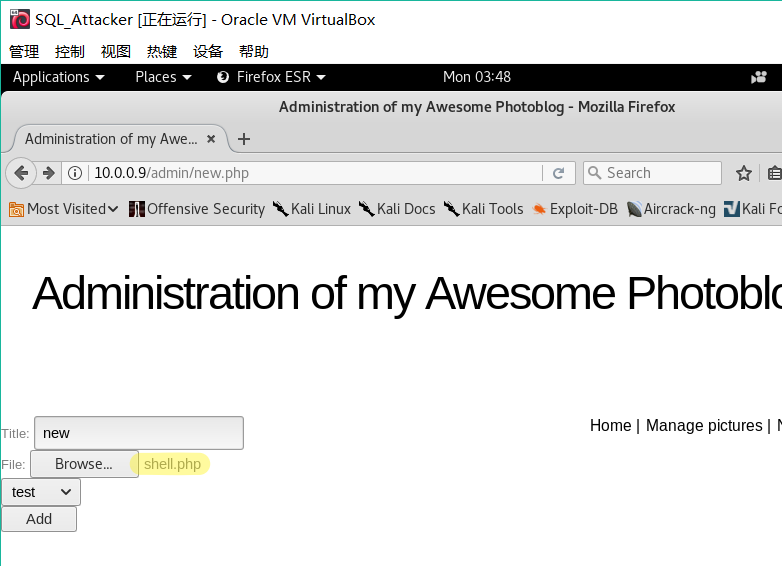 SQL_Attacker [正在运行] - Oracle VM VirtualBox
管理 控制 视图 热键 设备 帮助
Applications Places Firefox ESR Mon 03:48
Administration of my Awesome Photoblog - Mozilla Firefox
Administration of my Awe...
10.0.0.9/admin/new.php Search
Most Visited Offensive Security Kali Linux Kali Docs Kali Tools Exploit-DB Aircrack-ng Kali Fo
Administration of my Awesome Photoblo
Home | Manage pictures | N
Title: new
File: Browse... shell.php
test
Add